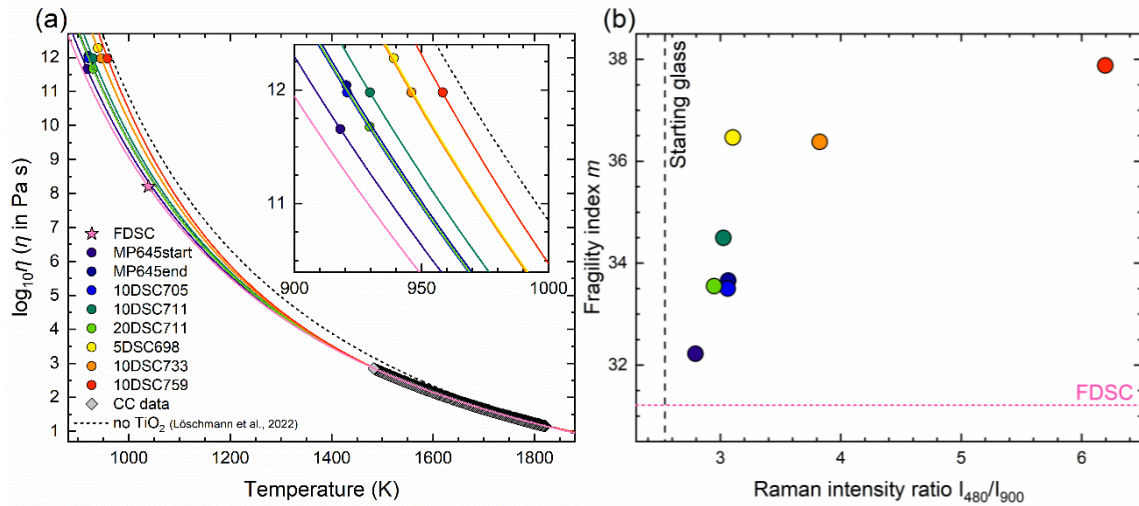 (a)
12
11
10
9
8
7
6
5
4
3
2
1
log₁₀η (η in Pa s)
1000
1200
1400
1600
1800
Temperature (K)
FDSC
MP645start
MP645end
10DSC705
10DSC711
20DSC711
5DSC698
10DSC733
10DSC759
CC data
no TiO₂ (Löschmann et al., 2022)
12
11
900
950
1000
(b)
38
36
34
32
Fragility index m
Starting glass
FDSC
3
4
5
6
Raman intensity ratio I₄₈₀/I₉₀₀